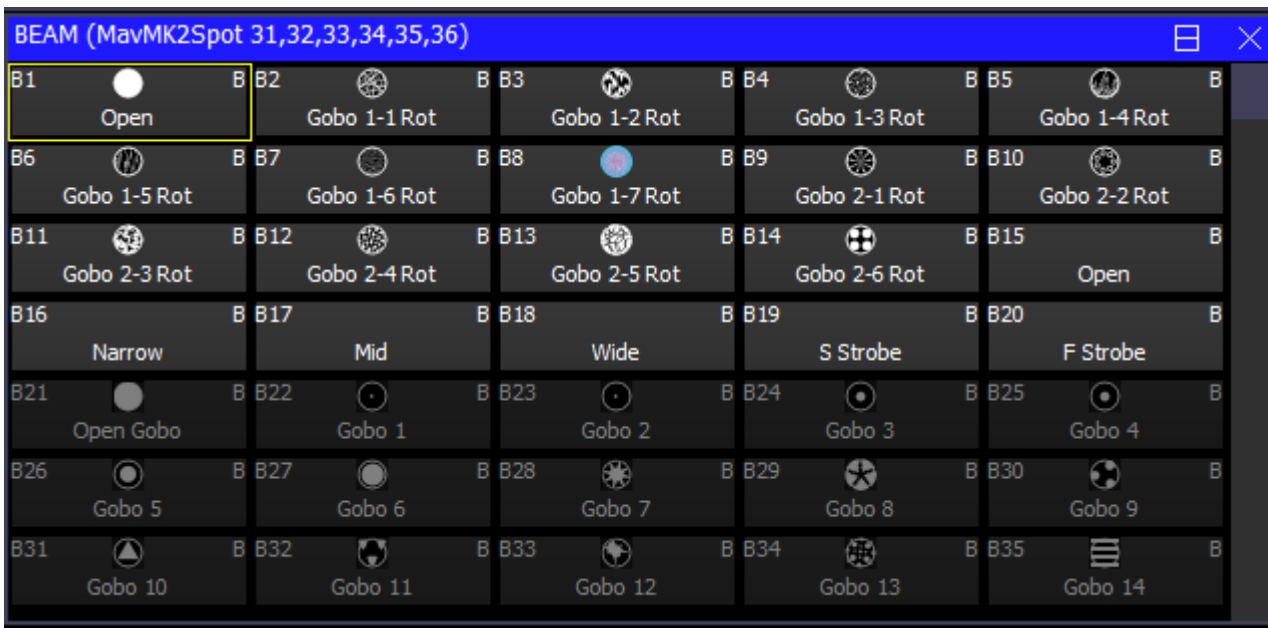 BEAM (MavMK2Spot 31,32,33,34,35,36)
B1 B B2 B B3 B B4 B B5 B
Open Gobo 1-1 Rot Gobo 1-2 Rot Gobo 1-3 Rot Gobo 1-4 Rot
B6 B B7 B B8 B B9 B B10 B
Gobo 1-5 Rot Gobo 1-6 Rot Gobo 1-7 Rot Gobo 2-1 Rot Gobo 2-2 Rot
B11 B B12 B B13 B B14 B B15 B
Gobo 2-3 Rot Gobo 2-4 Rot Gobo 2-5 Rot Gobo 2-6 Rot Open
B16 B B17 B B18 B B19 B B20 B
Narrow Mid Wide S Strobe F Strobe
B21 B B22 B B23 B B24 B B25 B
Open Gobo Gobo 1 Gobo 2 Gobo 3 Gobo 4
B26 B B27 B B28 B B29 B B30 B
Gobo 5 Gobo 6 Gobo 7 Gobo 8 Gobo 9
B31 B B32 B B33 B B34 B B35 B
Gobo 10 Gobo 11 Gobo 12 Gobo 13 Gobo 14